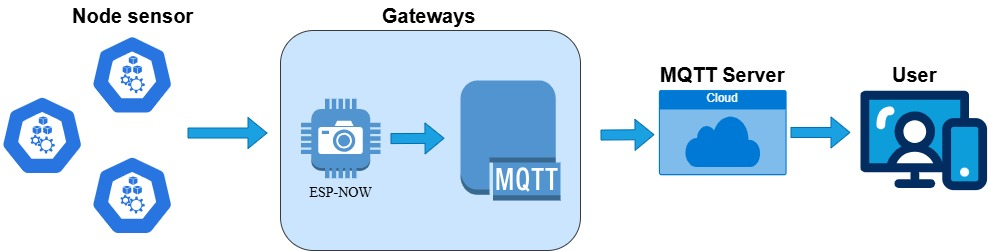 Node sensor
Gateways
ESP-NOW
MQTT
MQTT Server
Cloud
User